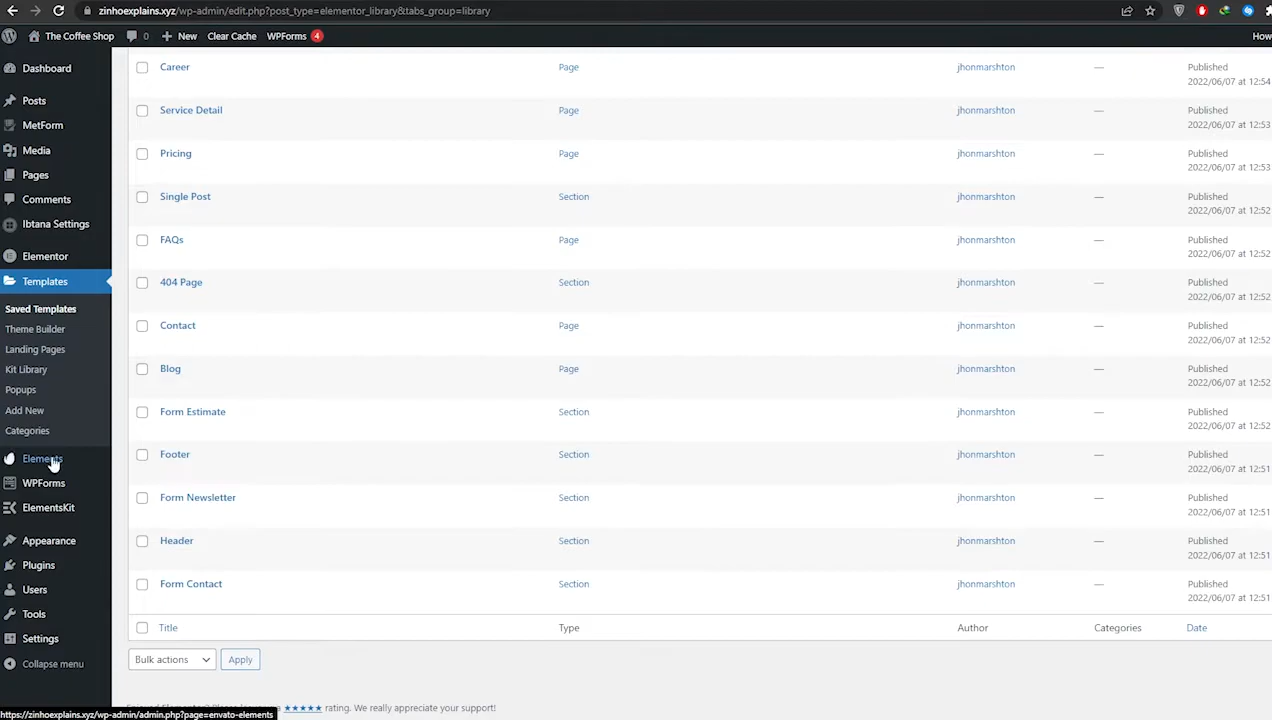 zinhoexplains.xyz/wp-admin/edit.php?post_type=elementor_library&tabs_group=library
The Coffee Shop 0 New Clear Cache WPForms 4 How
Dashboard
Posts
MetForm
Media
Pages
Comments
Ibtana Settings
Elementor
Templates
Saved Templates
Theme Builder
Landing Pages
Kit Library
Popups
Add New
Categories
Elements
WPForms
ElementsKit
Appearance
Plugins
Users
Tools
Settings
Collapse menu
Career Page jhonmarshton — Published
2022/06/07 at 12:54
Service Detail Page jhonmarshton — Published
2022/06/07 at 12:53
Pricing Page jhonmarshton — Published
2022/06/07 at 12:53
Single Post Section jhonmarshton — Published
2022/06/07 at 12:52
FAQs Page jhonmarshton — Published
2022/06/07 at 12:52
404 Page Section jhonmarshton — Published
2022/06/07 at 12:52
Contact Page jhonmarshton — Published
2022/06/07 at 12:52
Blog Page jhonmarshton — Published
2022/06/07 at 12:52
Form Estimate Section jhonmarshton — Published
2022/06/07 at 12:52
Footer Section jhonmarshton — Published
2022/06/07 at 12:51
Form Newsletter Section jhonmarshton — Published
2022/06/07 at 12:51
Header Section jhonmarshton — Published
2022/06/07 at 12:51
Form Contact Section jhonmarshton — Published
2022/06/07 at 12:51
Title Type Author Categories Date
Bulk actions Apply
★★★★★ rating. We really appreciate your support!
https://zinhoexplains.xyz/wp-admin/admin.php?page=envato-elements